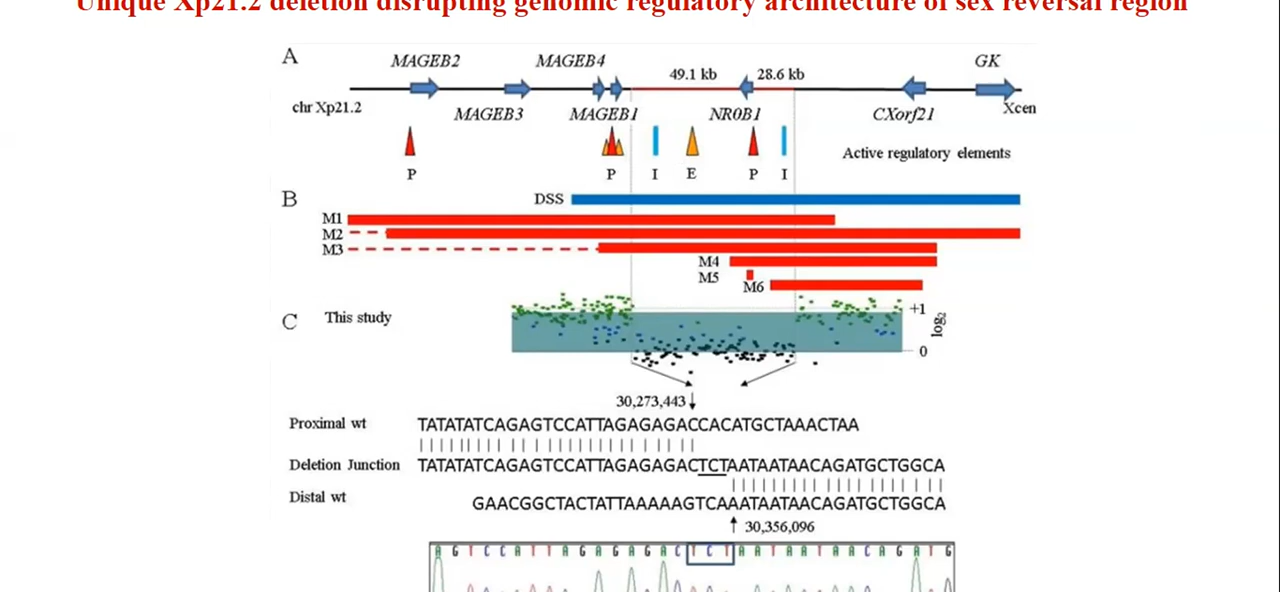 Unique Xp21.2 deletion disrupting genomic regulatory architecture of sex reversal region
A
MAGEB2 MAGEB4 GK
49.1 kb 28.6 kb
chr Xp21.2 Xcen
MAGEB3 MAGEB1 NR0B1 CXorf21
Active regulatory elements
P P I E P I
B
DSS
M1
M2
M3
M4
M5
M6
C This study
+1
log2
0
30,273,443
Proximal wt TATATATCAGAGTCCATTAGAGAGACCACATGCTAAACTAA
Deletion Junction TATATATCAGAGTCCATTAGAGAGACTCTAATAATAACAGATGCTGGCA
Distal wt GAACGGCTACTATTAAAAAGTCAAATAATAACAGATGCTGGCA
30,356,096
A G T C C A T T A G A G A G A C T C T A A T A A T A A C A G A T G